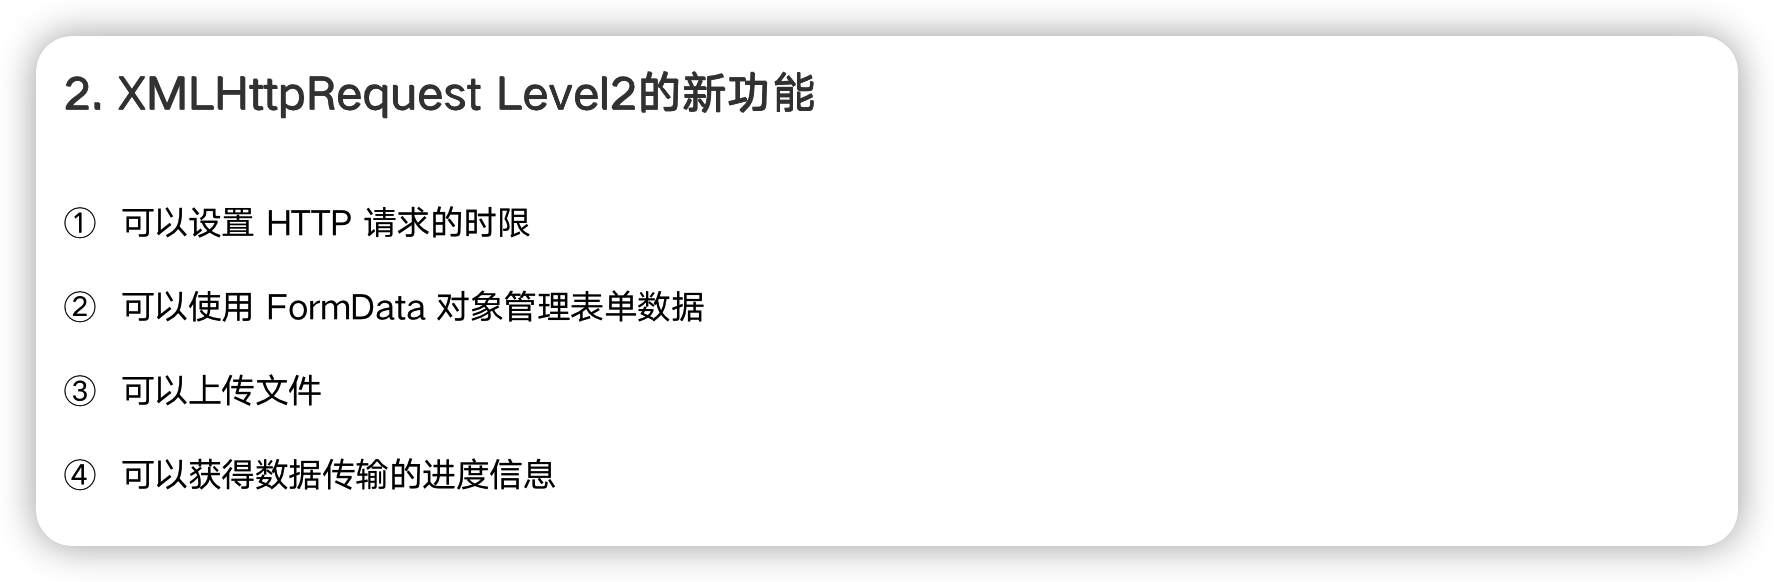 2. XMLHttpRequest Level2的新功能
① 可以设置 HTTP 请求的时限
② 可以使用 FormData 对象管理表单数据
③ 可以上传文件
④ 可以获得数据传输的进度信息